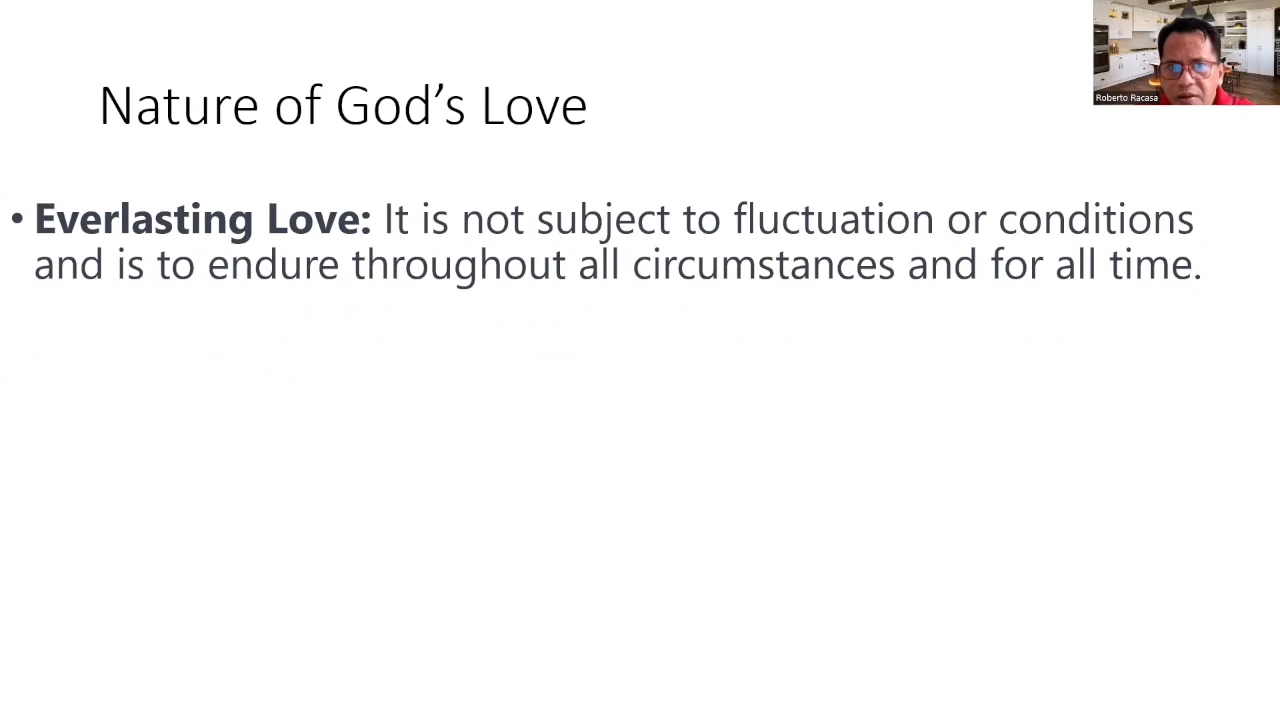 Roberto Racasa
Nature of God’s Love
• Everlasting Love: It is not subject to fluctuation or conditions
and is to endure throughout all circumstances and for all time.